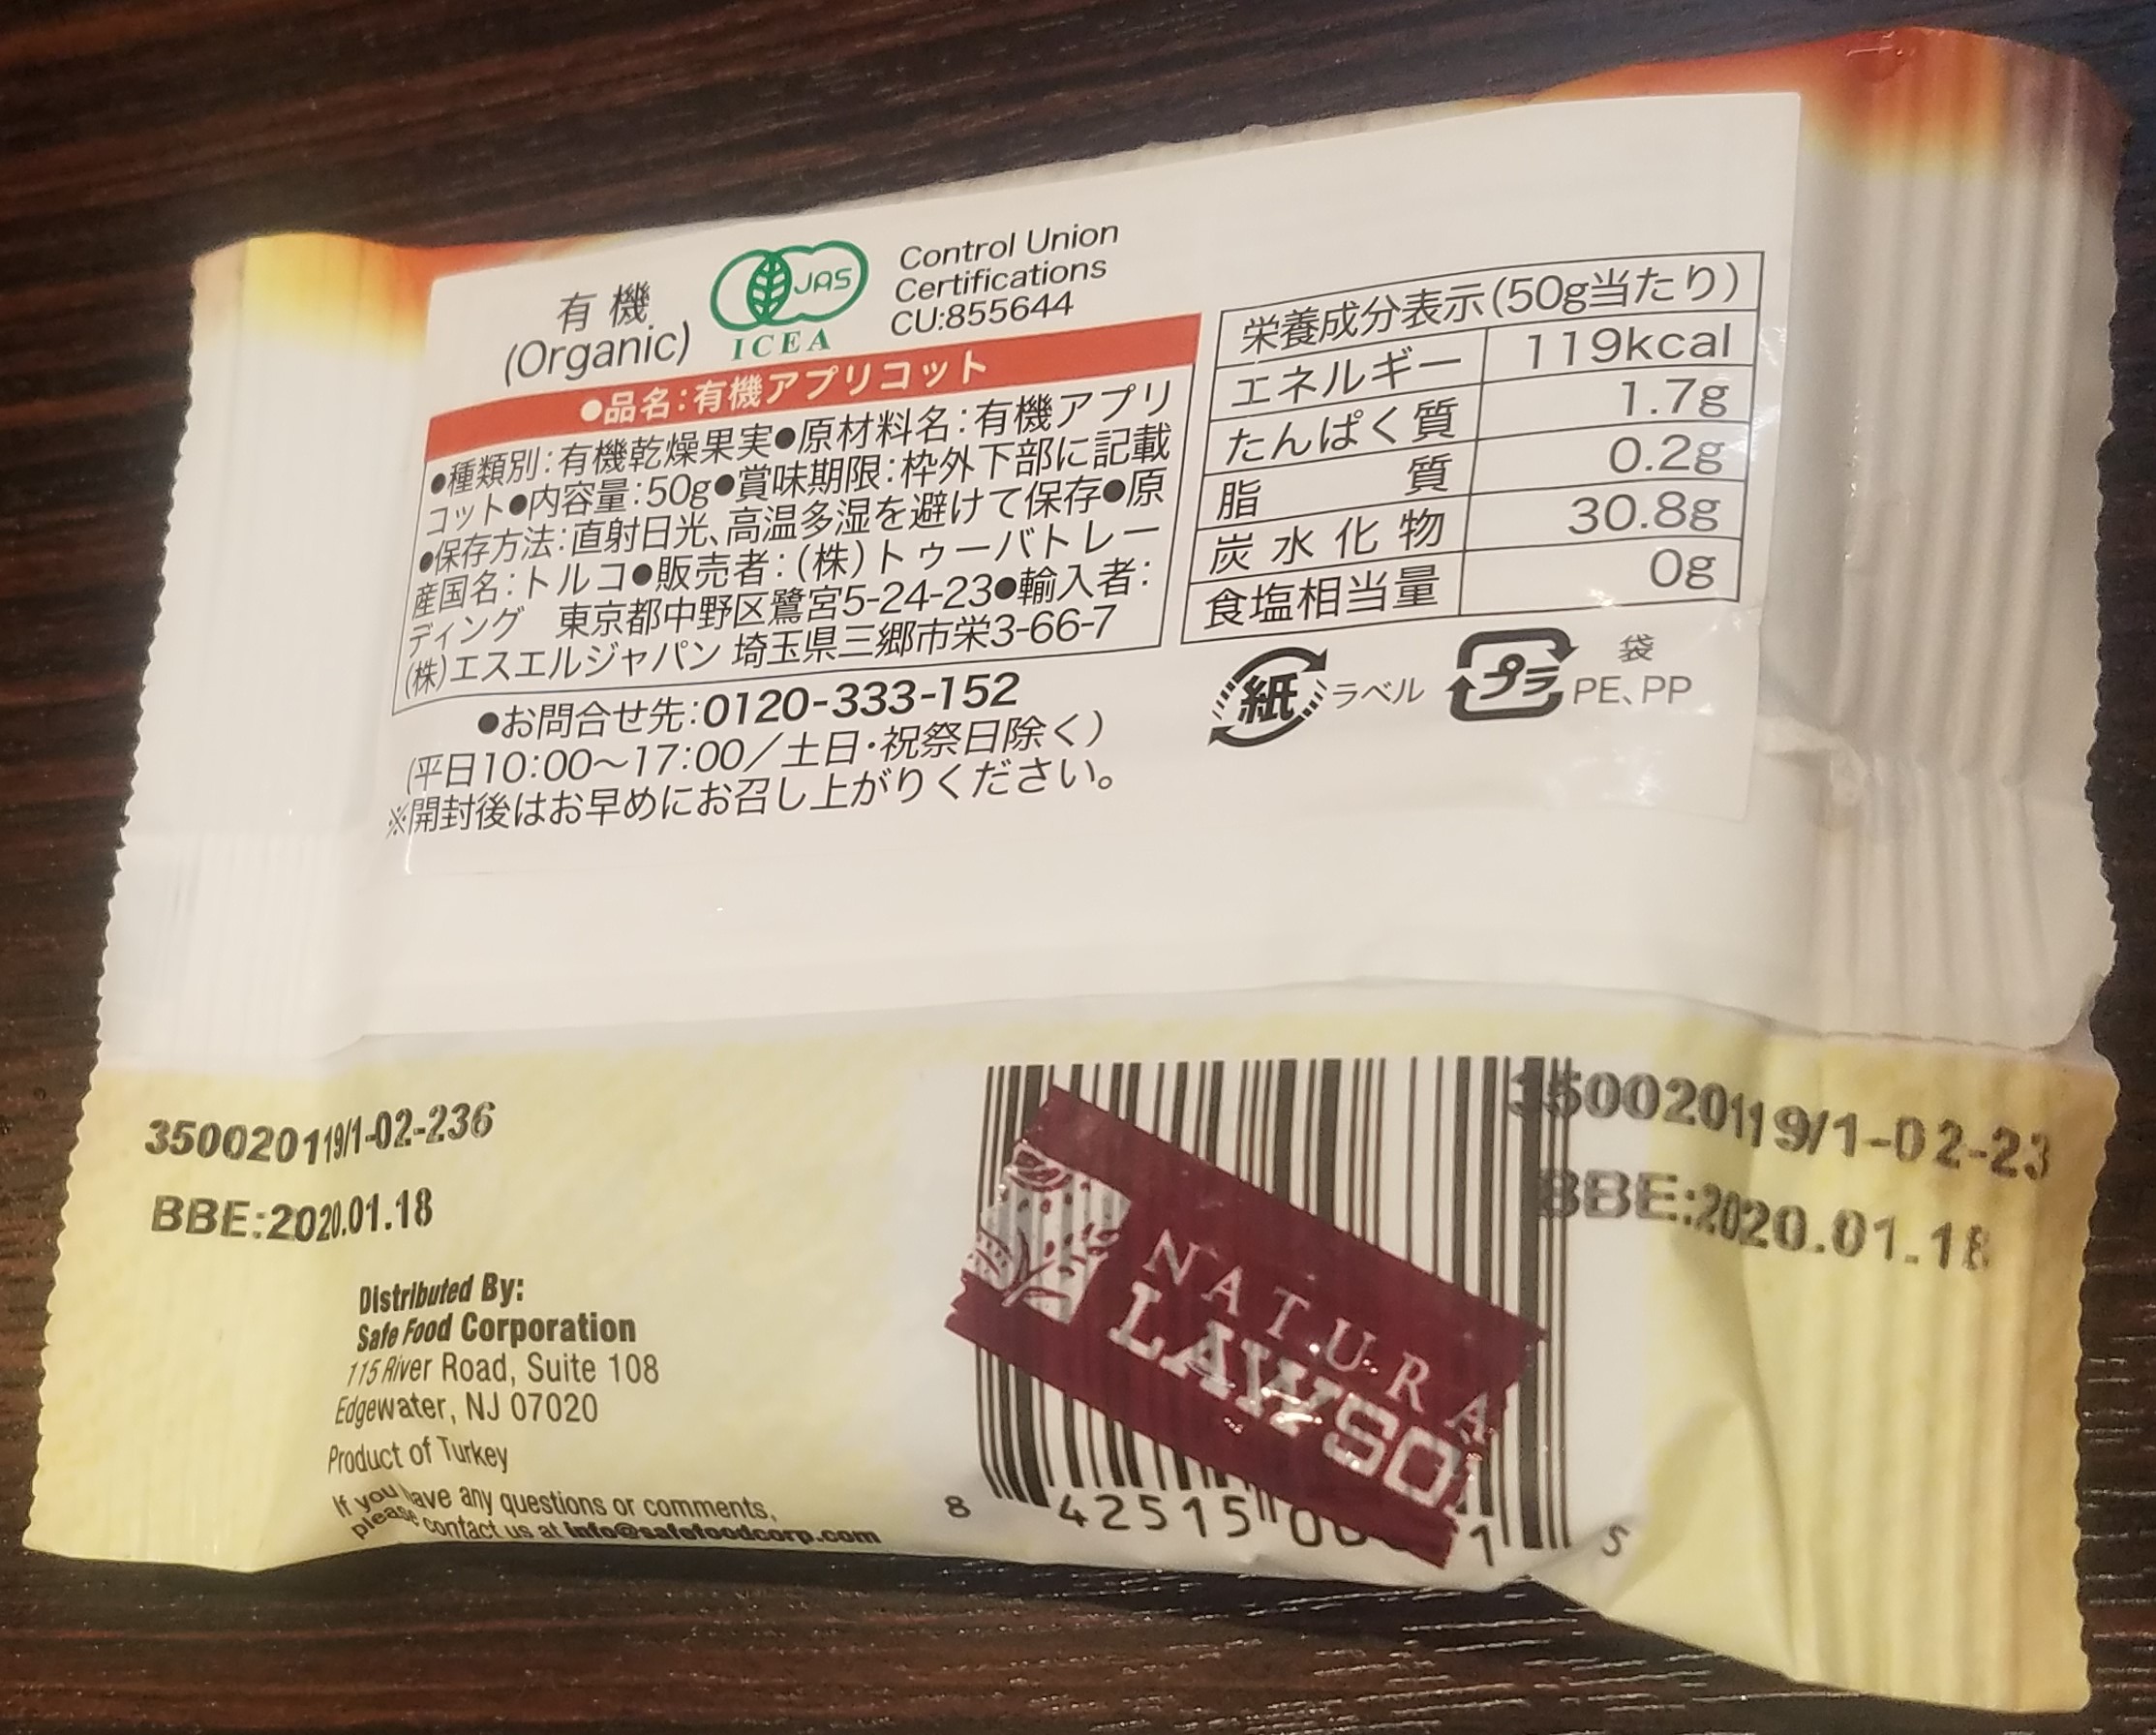 有機
(Organic)
JAS
ICEA
Control Union
Certifications
CU:855644
●品名:有機アプリコット
●種類別:有機乾燥果実●原材料名:有機アプリ
コット●内容量:50g●賞味期限:枠外下部に記載
●保存方法:直射日光、高温多湿を避けて保存●原
産国名:トルコ●販売者:(株)トゥーバトレー
ディング 東京都中野区鷺宮5-24-23●輸入者:
(株)エスエルジャパン 埼玉県三郷市栄3-66-7
●お問合せ先:0120-333-152
(平日10:00〜17:00/土日・祝祭日除く)
※開封後はお早めにお召し上がりください。
栄養成分表示(50g当たり)
エネルギー 119kcal
たんぱく質 1.7g
脂質 0.2g
炭水化物 30.8g
食塩相当量 0g
紙 ラベル
プラ 袋
PE、PP
350020119/1-02-236
BBE:2020.01.18
Distributed By:
Safe Food Corporation
115 River Road, Suite 108
Edgewater, NJ 07020
Product of Turkey
If you have any questions or comments,
please contact us at info@safefoodcorp.com
NATURA
LAWSO
8 42515 00 1 5
350020119/1-02-23
BBE:2020.01.18